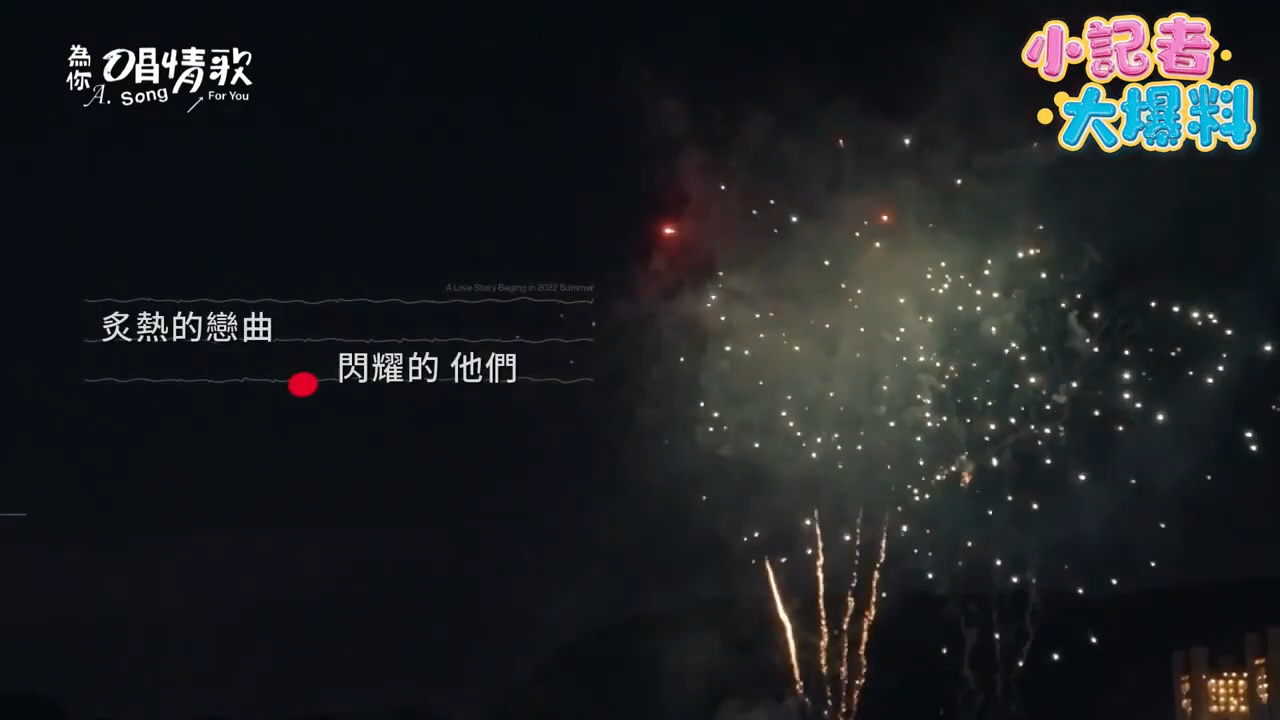 為你
唱情歌
A. Song
For You
小記者
大爆料
A Love Story Beging in 2022 Summer
炙熱的戀曲
閃耀的 他們